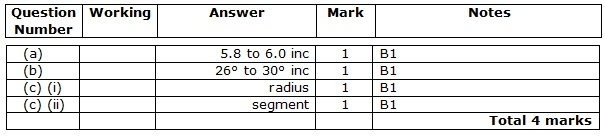 Question Number Working Answer Mark Notes
(a) 5.8 to 6.0 inc 1 B1
(b) 26° to 30° inc 1 B1
(c) (i) radius 1 B1
(c) (ii) segment 1 B1
Total 4 marks